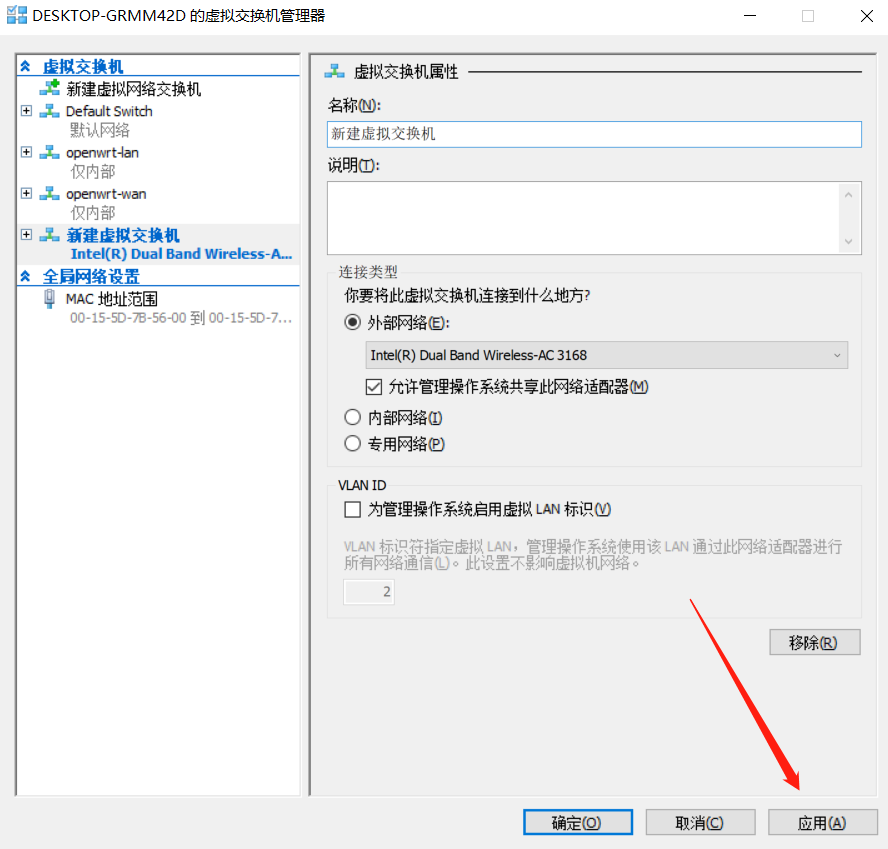 DESKTOP-GRMM42D 的虚拟交换机管理器
虚拟交换机
新建虚拟网络交换机
Default Switch
默认网络
openwrt-lan
仅内部
openwrt-wan
仅内部
新建虚拟交换机
Intel(R) Dual Band Wireless-A...
全局网络设置
MAC 地址范围
00-15-5D-7B-56-00 到 00-15-5D-7...
虚拟交换机属性
名称(N):
新建虚拟交换机
说明(T):
连接类型
你要将此虚拟交换机连接到什么地方?
外部网络(E):
Intel(R) Dual Band Wireless-AC 3168
允许管理操作系统共享此网络适配器(M)
内部网络(I)
专用网络(P)
VLAN ID
为管理操作系统启用虚拟 LAN 标识(V)
VLAN 标识符指定虚拟 LAN，管理操作系统使用该 LAN 通过此网络适配器进行
所有网络通信(L)。此设置不影响虚拟机网络。
2
移除(R)
确定(O)
取消(C)
应用(A)